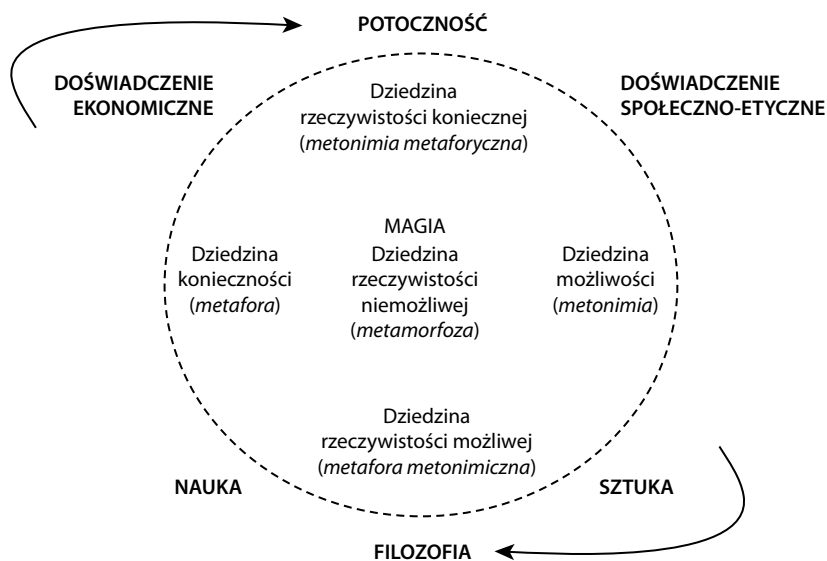 POTOCZNOŚĆ
DOŚWIADCZENIE
EKONOMICZNE
DOŚWIADCZENIE
SPOŁECZNO-ETYCZNE
Dziedzina
rzeczywistości koniecznej
(metonimia metaforyczna)
Dziedzina
konieczności
(metafora)
MAGIA
Dziedzina
rzeczywistości
niemożliwej
(metamorfoza)
Dziedzina
możliwości
(metonimia)
Dziedzina
rzeczywistości możliwej
(metafora metonimiczna)
NAUKA
SZTUKA
FILOZOFIA